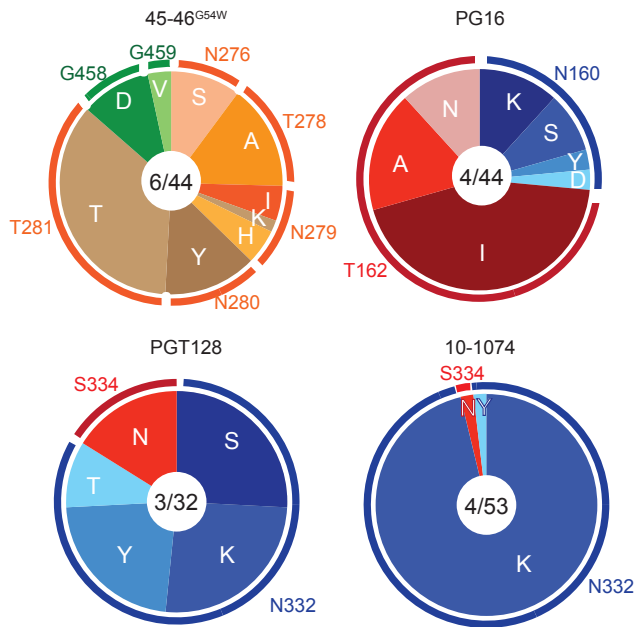 45-46G54W
G459
N276
G458
V
D
S
T278
A
6/44
I
K
T
H
N279
T281
Y
N280
PG16
N160
N
K
S
A
Y
4/44
D
I
T162
PGT128
S334
N
S
T
3/32
Y
K
N332
10-1074
S334
NY
4/53
K
N332